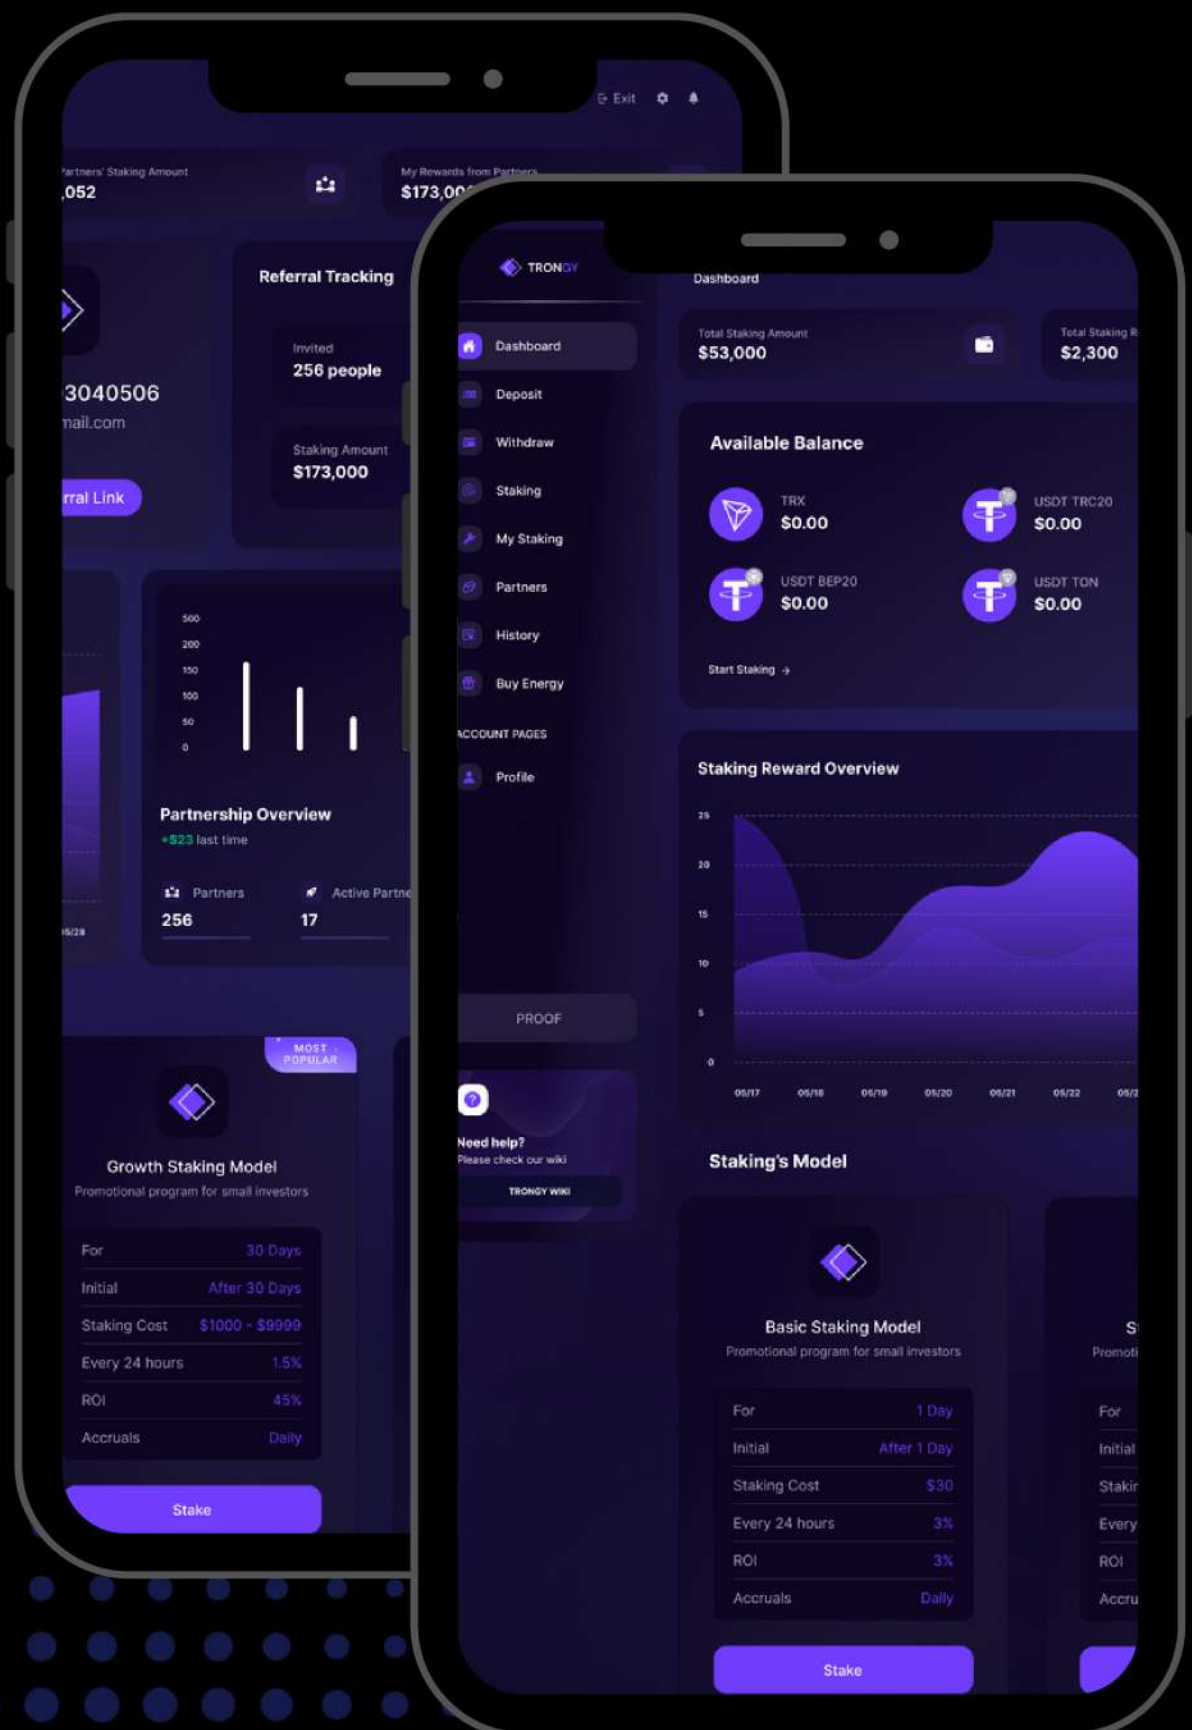 Exit
Partners' Staking Amount
,052
My Rewards from Partners
$173,00
Referral Tracking
Invited
256 people
Staking Amount
$173,000
3040506
mail.com
rral Link
500
200
150
100
50
0
Partnership Overview
+$23 last time
Partners
256
Active Partne
17
05/28
MOST
POPULAR
Growth Staking Model
Promotional program for small investors
For 30 Days
Initial After 30 Days
Staking Cost $1000 - $9999
Every 24 hours 1.5%
ROI 45%
Accruals Daily
Stake
TRONGY
Dashboard
Deposit
Withdraw
Staking
My Staking
Partners
History
Buy Energy
ACCOUNT PAGES
Profile
PROOF
Need help?
Please check our wiki
TRONGY WIKI
Dashboard
Total Staking Amount
$53,000
Total Staking R
$2,300
Available Balance
TRX
$0.00
USDT TRC20
$0.00
USDT BEP20
$0.00
USDT TON
$0.00
Start Staking →
Staking Reward Overview
25
20
15
10
5
0
05/17 05/18 05/19 05/20 05/21 05/22 05/2
Staking's Model
Basic Staking Model
Promotional program for small investors
For 1 Day
Initial After 1 Day
Staking Cost $30
Every 24 hours 3%
ROI 3%
Accruals Daily
Stake
S
Promoti
For
Initial
Stakin
Every
ROI
Accru